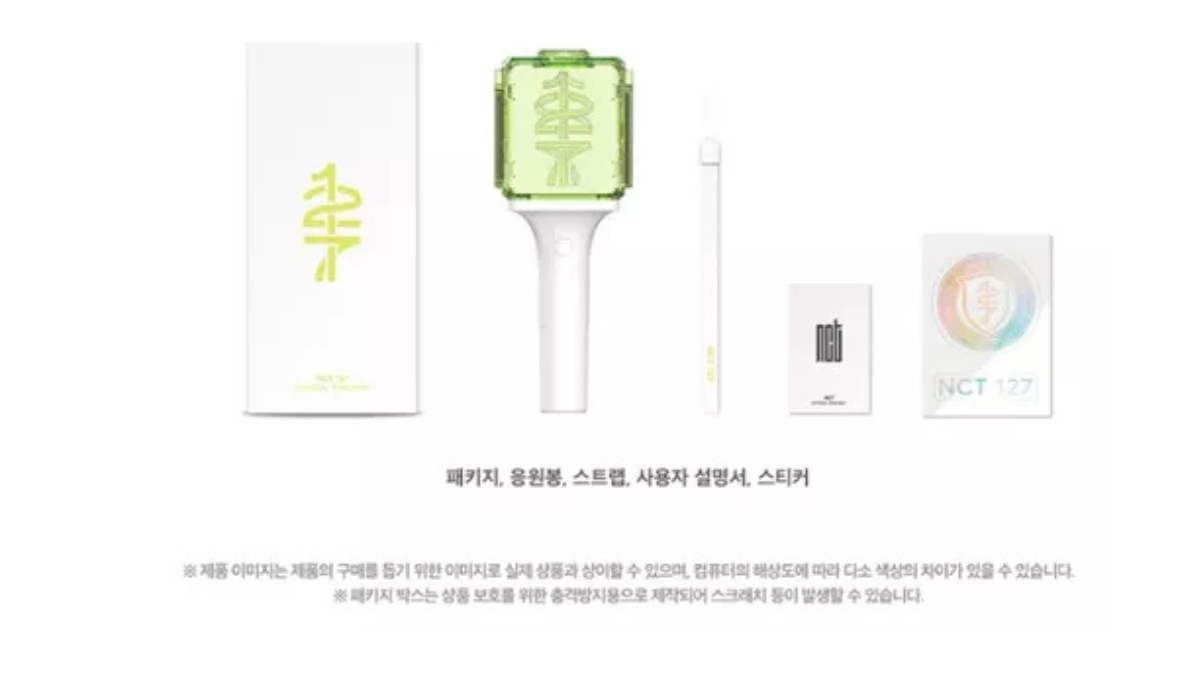 nct
NCT 127
패키지, 응원봉, 스트랩, 사용자 설명서, 스티커
※ 제품 이미지는 제품의 구매를 돕기 위한 이미지로 실제 상품과 상이할 수 있으며, 컴퓨터의 해상도에 따라 다소 색상의 차이가 있을 수 있습니다.
※ 패키지 박스는 상품 보호를 위한 충격방지용으로 제작되어 스크래치 등이 발생할 수 있습니다.